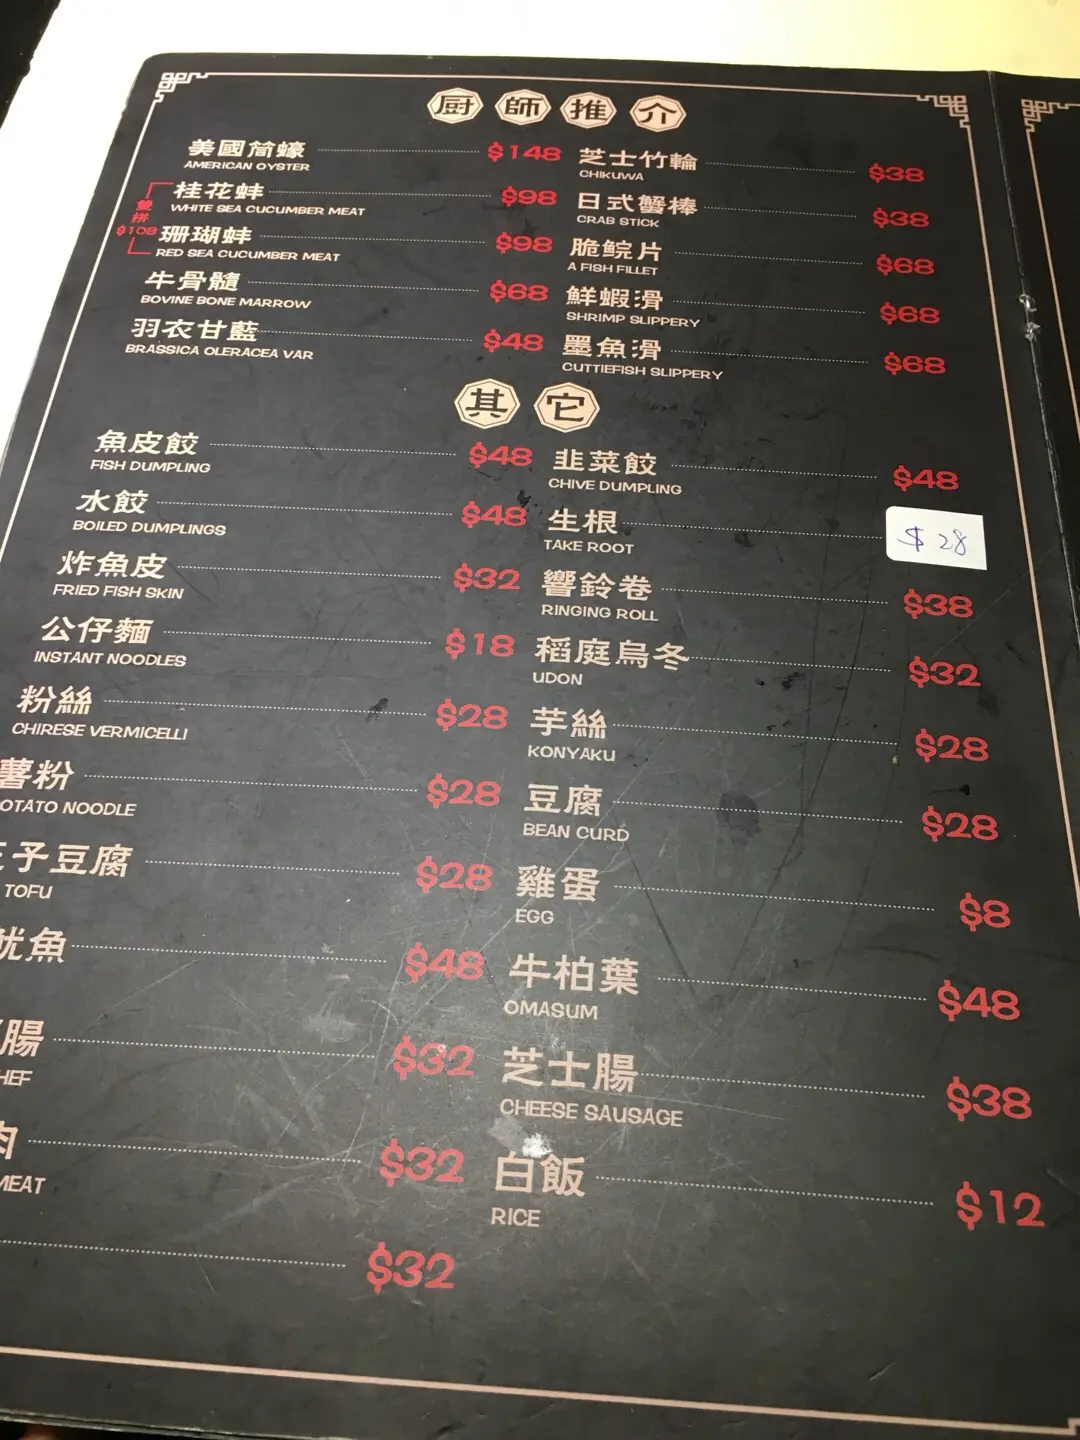 厨師推介
美國筒蠔 $148
AMERICAN OYSTER
桂花蚌 $98
WHITE SEA CUCUMBER MEAT
雙拼 $108
珊瑚蚌 $98
RED SEA CUCUMBER MEAT
牛骨髓 $68
BOVINE BONE MARROW
羽衣甘藍 $48
BRASSICA OLERACEA VAR
芝士竹輪 $38
CHIKUWA
日式蟹棒 $38
CRAB STICK
脆鯇片 $68
A FISH FILLET
鮮蝦滑 $68
SHRIMP SLIPPERY
墨魚滑 $68
CUTTIEFISH SLIPPERY
其它
魚皮餃 $48
FISH DUMPLING
水餃 $48
BOILED DUMPLINGS
炸魚皮 $32
FRIED FISH SKIN
公仔麵 $18
INSTANT NOODLES
粉絲 $28
CHIRESE VERMICELLI
薯粉 $28
OTATO NOODLE
子豆腐 $28
TOFU
魷魚 $48
腸 $32
HEF
肉 $32
MEAT
$32
韭菜餃 $48
CHIVE DUMPLING
生根 $28
TAKE ROOT
響鈴卷 $38
RINGING ROLL
稻庭烏冬 $32
UDON
芋絲 $28
KONYAKU
豆腐 $28
BEAN CURD
雞蛋 $8
EGG
牛柏葉 $48
OMASUM
芝士腸 $38
CHEESE SAUSAGE
白飯 $12
RICE